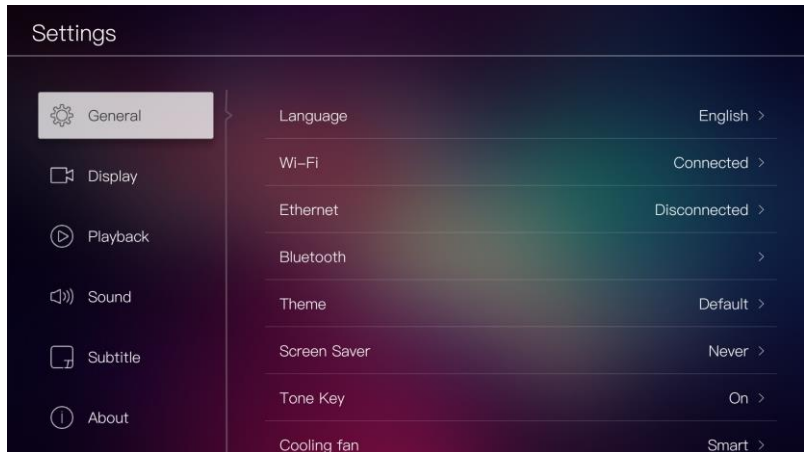 Settings
General
Display
Playback
Sound
Subtitle
About
Language English
Wi-Fi Connected
Ethernet Disconnected
Bluetooth
Theme Default
Screen Saver Never
Tone Key On
Cooling fan Smart